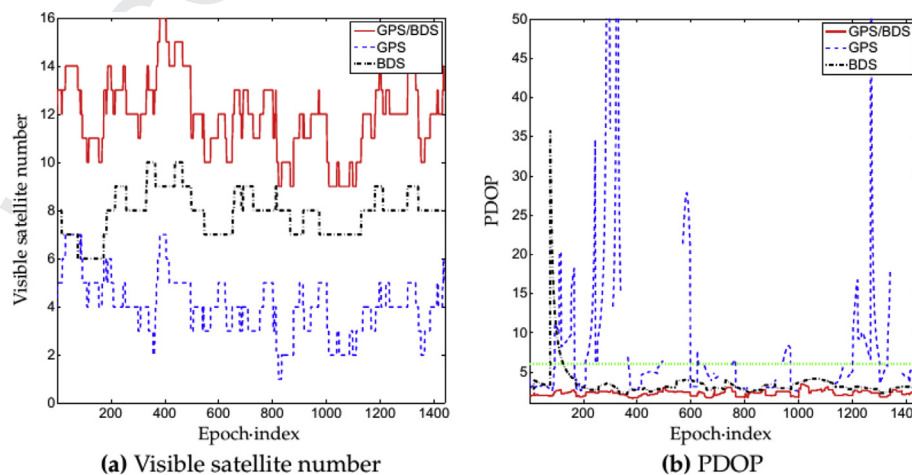 16
14
12
10
8
6
4
2
0
Visible satellite number
GPS/BDS
GPS
BDS
200 400 600 800 1000 1200 1400
Epoch·index
(a) Visible satellite number
50
45
40
35
30
25
20
15
10
5
PDOP
GPS/BDS
GPS
BDS
200 400 600 800 1000 1200 140
Epoch·index
(b) PDOP